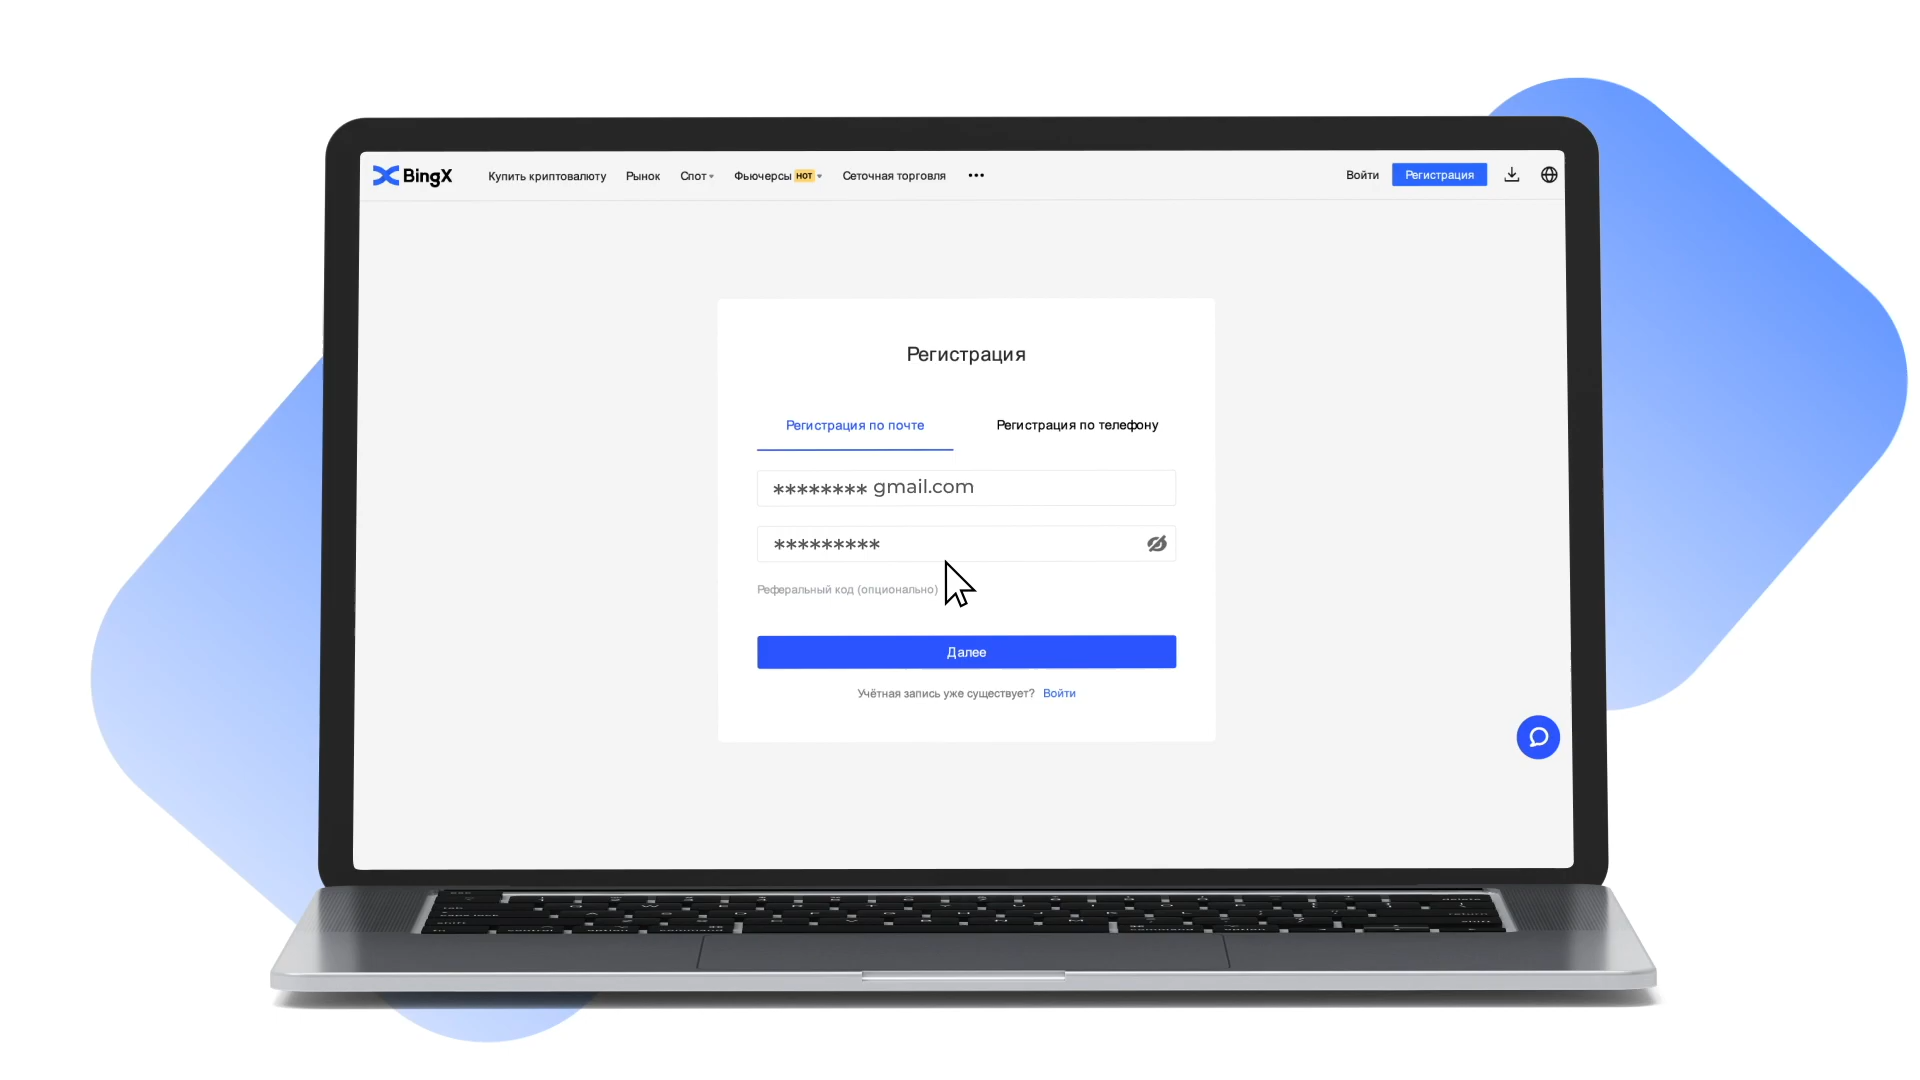 BingX
Купить криптовалюту Рынок Спот Фьючерсы HOT Сеточная торговля •••
Войти Регистрация
Регистрация
Регистрация по почте Регистрация по телефону
******** gmail.com
*********
Реферальный код (опционально)
Далее
Учётная запись уже существует? Войти